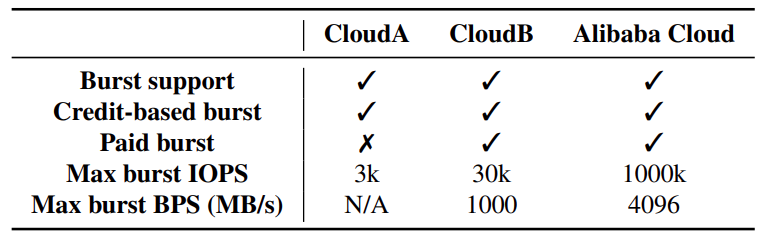 CloudA CloudB Alibaba Cloud
Burst support ✓ ✓ ✓
Credit-based burst ✓ ✓ ✓
Paid burst ✗ ✓ ✓
Max burst IOPS 3k 30k 1000k
Max burst BPS (MB/s) N/A 1000 4096